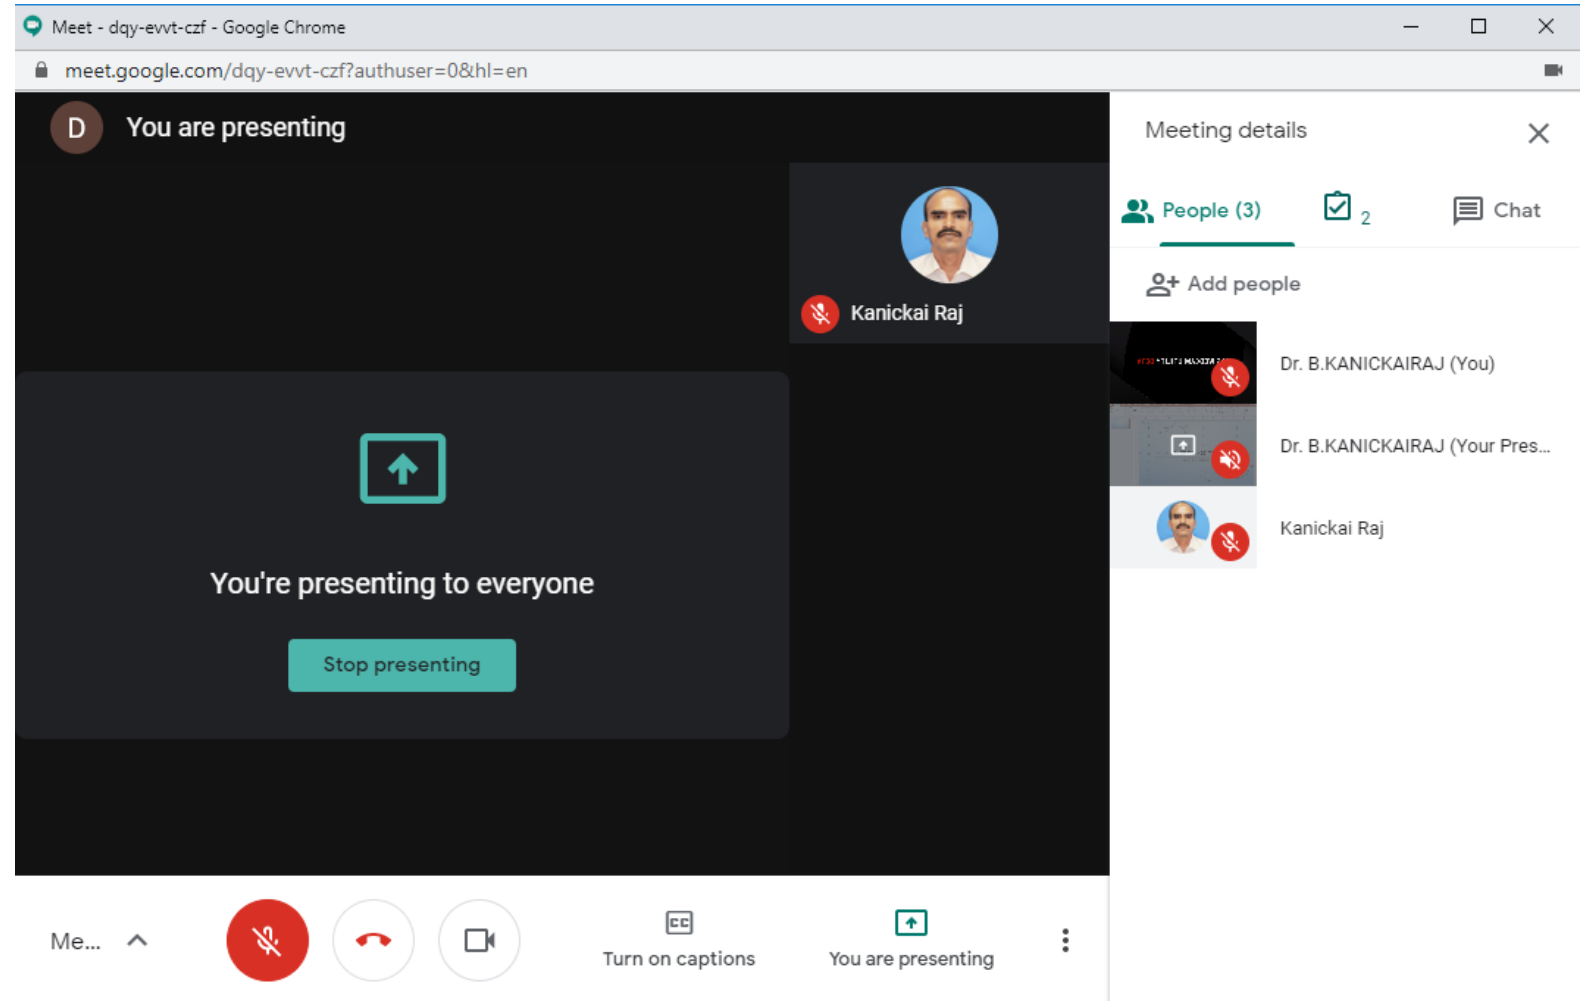 Meet - dqy-evvt-czf - Google Chrome
meet.google.com/dqy-evvt-czf?authuser=0&hl=en
D You are presenting
Kanickai Raj
You're presenting to everyone
Stop presenting
Me...
CC
Turn on captions
You are presenting
Meeting details
People (3)
2
Chat
Add people
Dr. B.KANICKAIRAJ (You)
Dr. B.KANICKAIRAJ (Your Pres...
Kanickai Raj